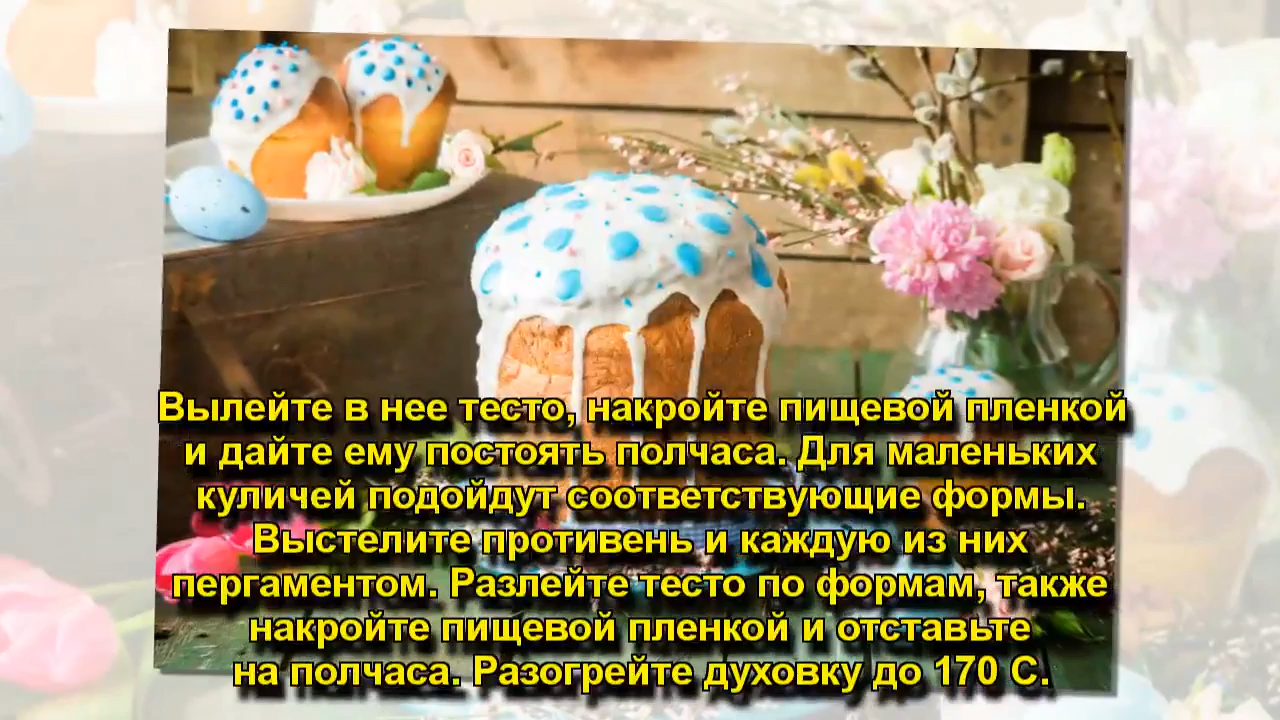 Вылейте в нее тесто, накройте пищевой пленкой
и дайте ему постоять полчаса. Для маленьких
куличей подойдут соответствующие формы.
Выстелите противень и каждую из них
пергаментом. Разлейте тесто по формам, также
накройте пищевой пленкой и отставьте
на полчаса. Разогрейте духовку до 170 С.